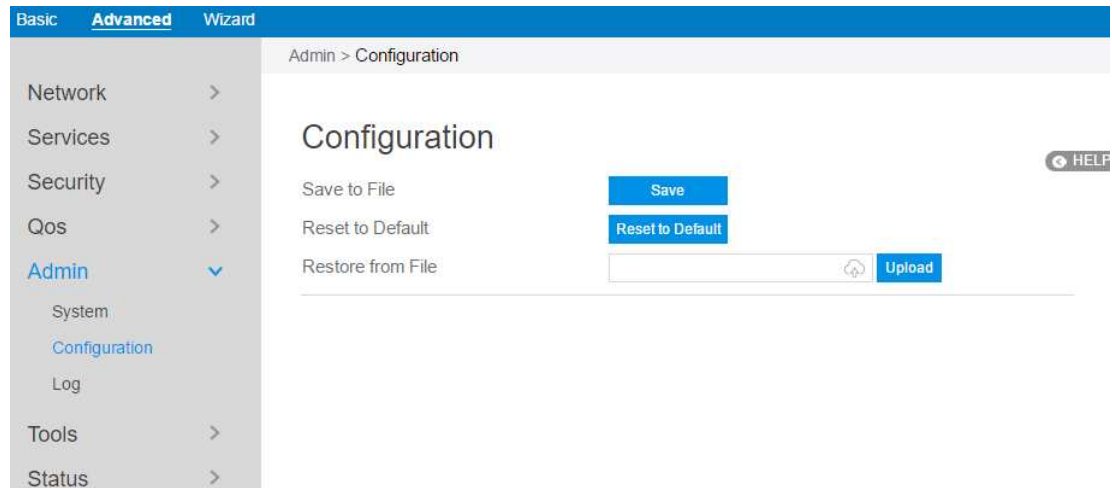 Basic Advanced Wizard
Admin > Configuration
Network
Services
Security
Qos
Admin
System
Configuration
Log
Tools
Status
Configuration
HELP
Save to File Save
Reset to Default Reset to Default
Restore from File Upload